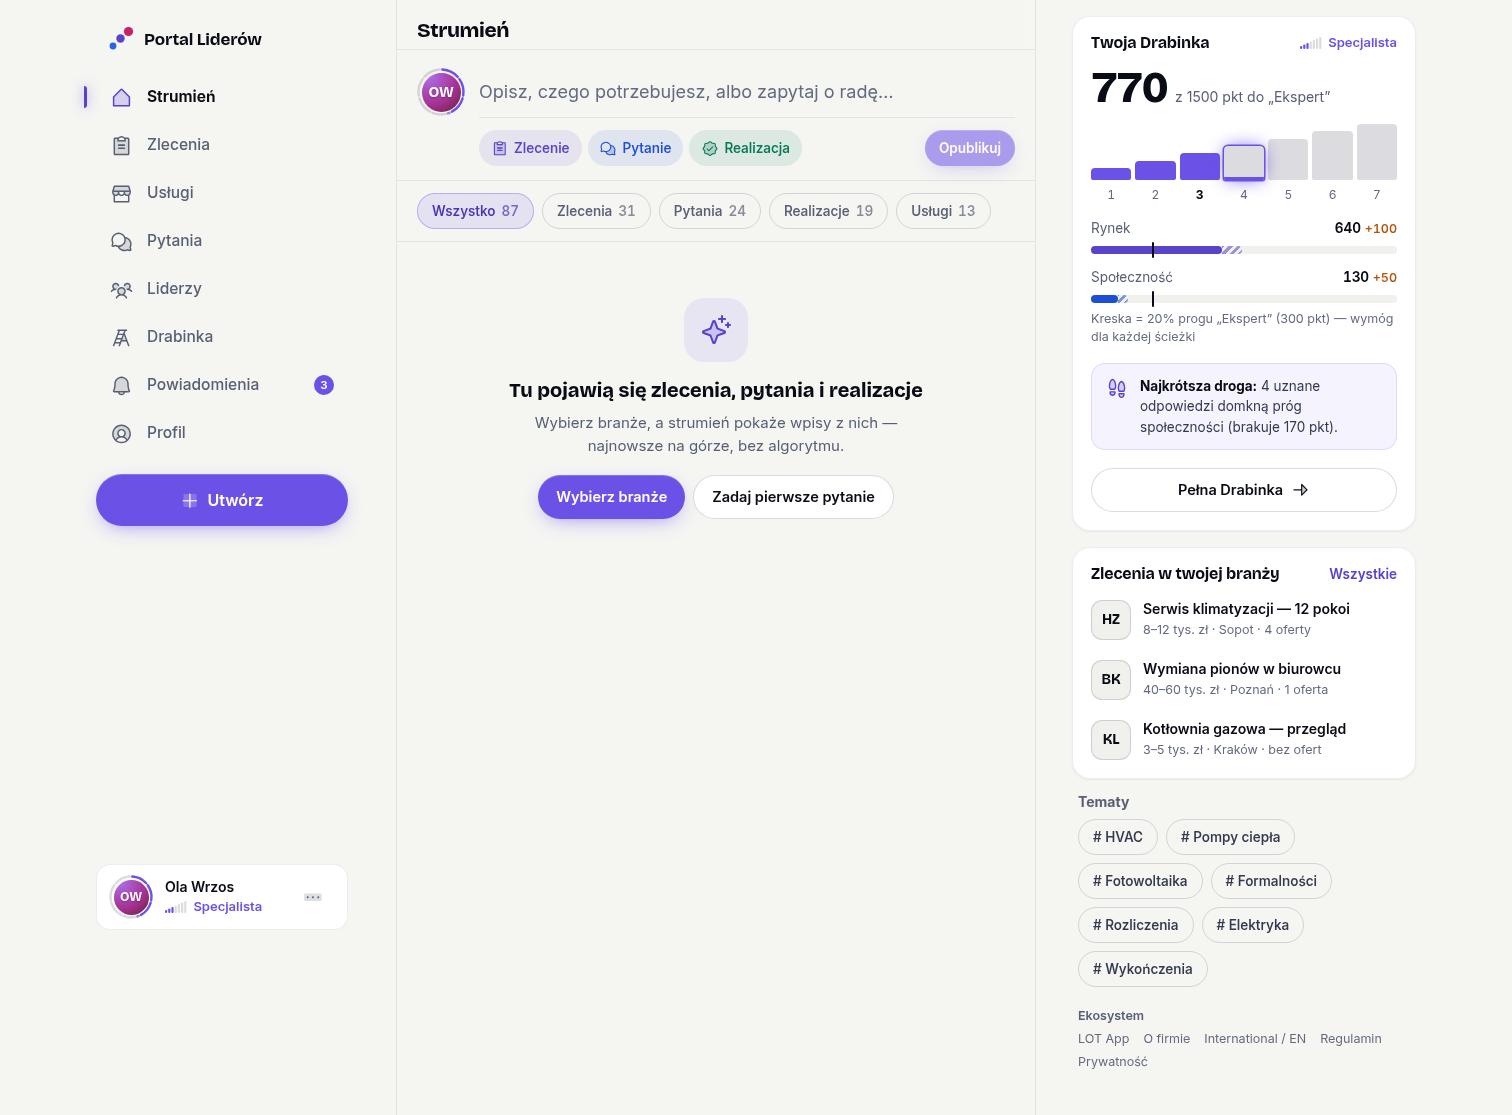 Portal Liderów
Strumień
Zlecenia
Usługi
Pytania
Liderzy
Drabinka
Powiadomienia 3
Profil
Utwórz
OW Ola Wrzos
Specjalista
Strumień
OW Opisz, czego potrzebujesz, albo zapytaj o radę...
Zlecenie Pytanie Realizacja Opublikuj
Wszystko 87 Zlecenia 31 Pytania 24 Realizacje 19 Usługi 13
Tu pojawią się zlecenia, pytania i realizacje
Wybierz branże, a strumień pokaże wpisy z nich —
najnowsze na górze, bez algorytmu.
Wybierz branże Zadaj pierwsze pytanie
Twoja Drabinka Specjalista
770 z 1500 pkt do „Ekspert”
1 2 3 4 5 6 7
Rynek 640 +100
Społeczność 130 +50
Kreska = 20% progu „Ekspert” (300 pkt) — wymóg
dla każdej ścieżki
Najkrótsza droga: 4 uznane
odpowiedzi domkną próg
społeczności (brakuje 170 pkt).
Pełna Drabinka
Zlecenia w twojej branży Wszystkie
HZ Serwis klimatyzacji — 12 pokoi
8–12 tys. zł · Sopot · 4 oferty
BK Wymiana pionów w biurowcu
40–60 tys. zł · Poznań · 1 oferta
KL Kotłownia gazowa — przegląd
3–5 tys. zł · Kraków · bez ofert
Tematy
# HVAC # Pompy ciepła
# Fotowoltaika # Formalności
# Rozliczenia # Elektryka
# Wykończenia
Ekosystem
LOT App O firmie International / EN Regulamin
Prywatność